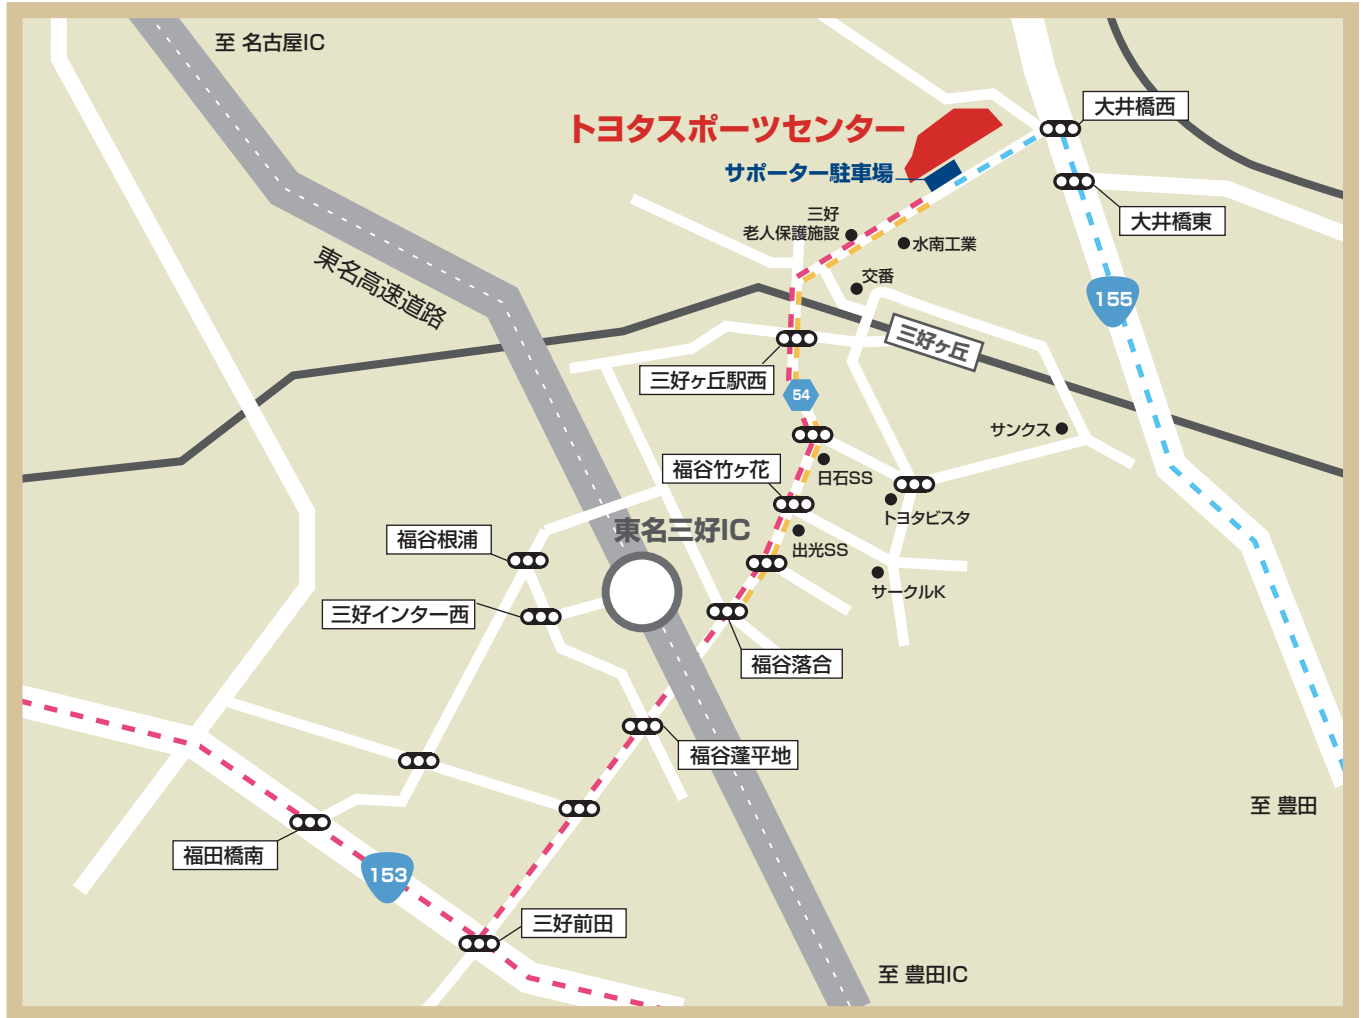 至 名古屋IC
大井橋西
トヨタスポーツセンター
サポーター駐車場
三好
老人保護施設
大井橋東
水南工業
東名高速道路
交番
155
三好ヶ丘
三好ヶ丘駅西
54
サンクス
福谷竹ヶ花
日石SS
トヨタビスタ
東名三好IC
福谷根浦
出光SS
サークルK
三好インター西
福谷落合
福谷蓬平地
至 豊田
福田橋南
153
三好前田
至 豊田IC